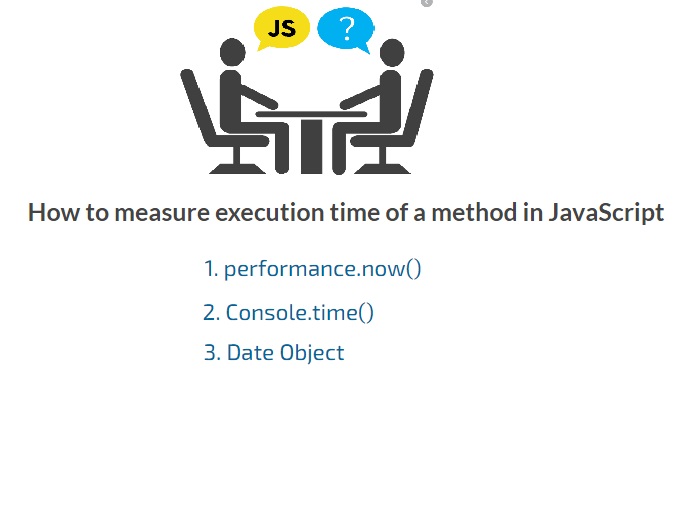 JS ?
How to measure execution time of a method in JavaScript
1. performance.now()
2. Console.time()
3. Date Object